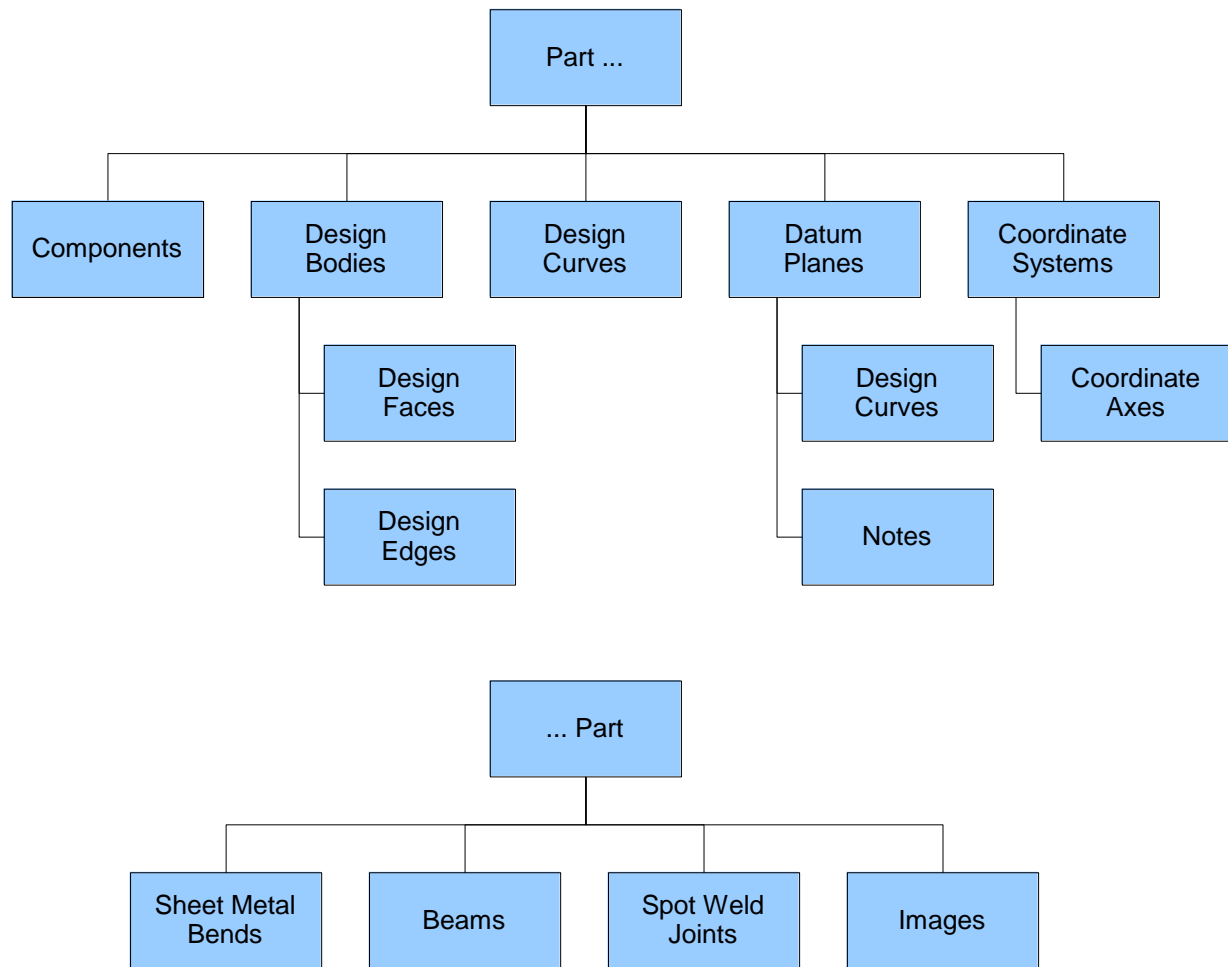 Part ...
Components
Design
Bodies
Design
Curves
Datum
Planes
Coordinate
Systems
Design
Faces
Design
Curves
Coordinate
Axes
Design
Edges
Notes
... Part
Sheet Metal
Bends
Beams
Spot Weld
Joints
Images